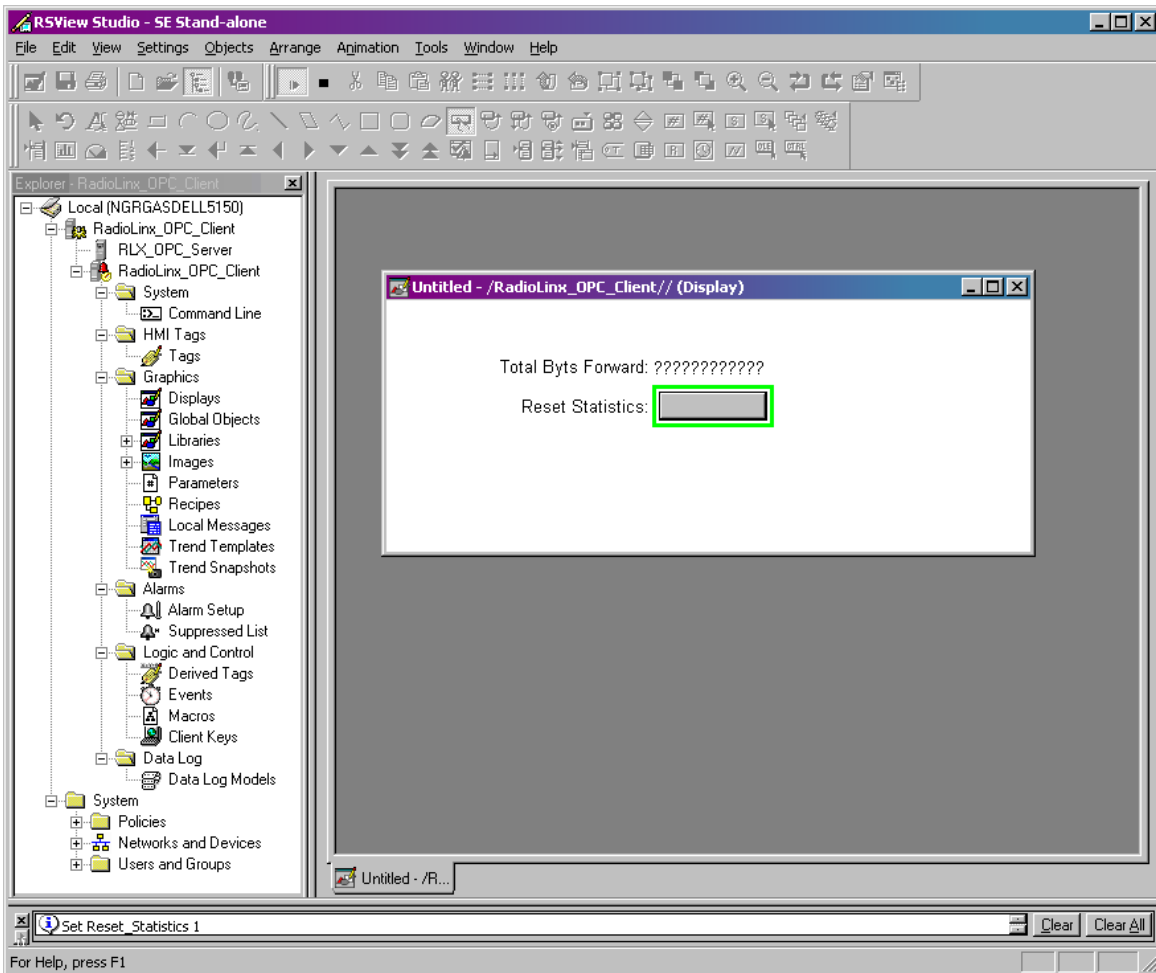 RSView Studio - SE Stand-alone
File Edit View Settings Objects Arrange Animation Tools Window Help
Explorer - RadioLinx_OPC_Client
Local (NGRGASDELL5150)
RadioLinx_OPC_Client
RLX_OPC_Server
RadioLinx_OPC_Client
System
Command Line
HMI Tags
Tags
Graphics
Displays
Global Objects
Libraries
Images
Parameters
Recipes
Local Messages
Trend Templates
Trend Snapshots
Alarms
Alarm Setup
Suppressed List
Logic and Control
Derived Tags
Events
Macros
Client Keys
Data Log
Data Log Models
System
Policies
Networks and Devices
Users and Groups
Untitled - /RadioLinx_OPC_Client// (Display)
Total Byts Forward: ????????????
Reset Statistics:
Untitled - /R...
Set Reset_Statistics 1
Clear Clear All
For Help, press F1